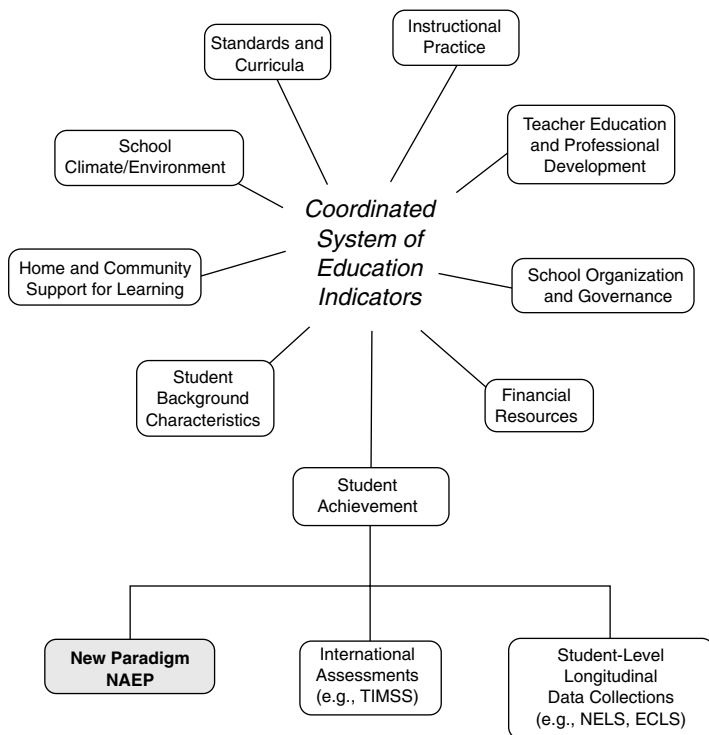 Instructional
Practice
Standards and
Curricula
Teacher Education
and Professional
Development
School
Climate/Environment
Coordinated
System of
Education
Indicators
Home and Community
Support for Learning
School Organization
and Governance
Student
Background
Characteristics
Financial
Resources
Student
Achievement
New Paradigm
NAEP
International
Assessments
(e.g., TIMSS)
Student-Level
Longitudinal
Data Collections
(e.g., NELS, ECLS)